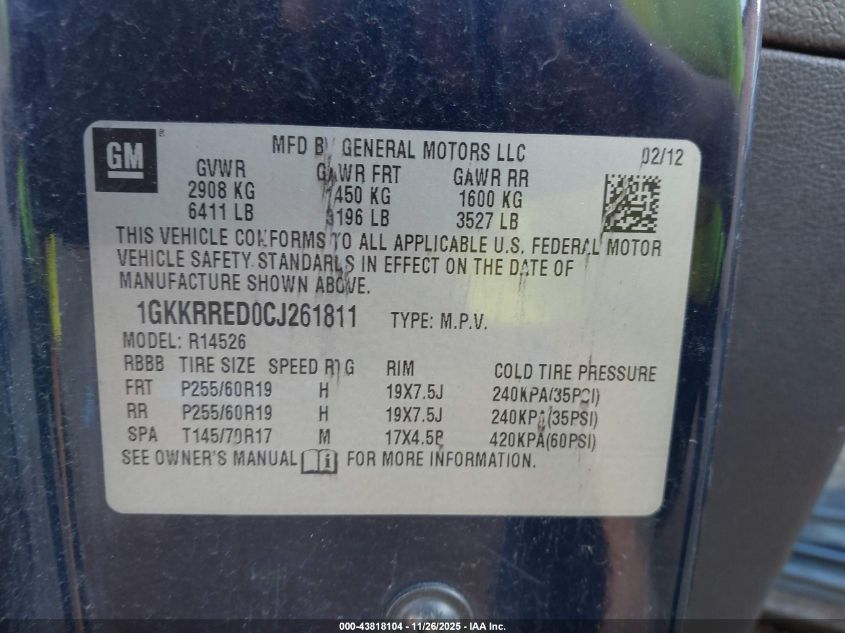 GM ®
MFD BY GENERAL MOTORS LLC 02/12
GVWR GAWR FRT GAWR RR
2908 KG 1450 KG 1600 KG
6411 LB 3196 LB 3527 LB
THIS VEHICLE CONFORMS TO ALL APPLICABLE U.S. FEDERAL MOTOR
VEHICLE SAFETY STANDARDS IN EFFECT ON THE DATE OF
MANUFACTURE SHOWN ABOVE.
1GKKRRED0CJ261811 TYPE: M.P.V.
MODEL: R14526
RBBB TIRE SIZE SPEED RTG RIM COLD TIRE PRESSURE
FRT P255/60R19 H 19X7.5J 240KPA(35PSI)
RR P255/60R19 H 19X7.5J 240KPA(35PSI)
SPA T145/70R17 M 17X4.5B 420KPA(60PSI)
SEE OWNER'S MANUAL i FOR MORE INFORMATION.
000-43818104 - 11/26/2025 - IAA Inc.